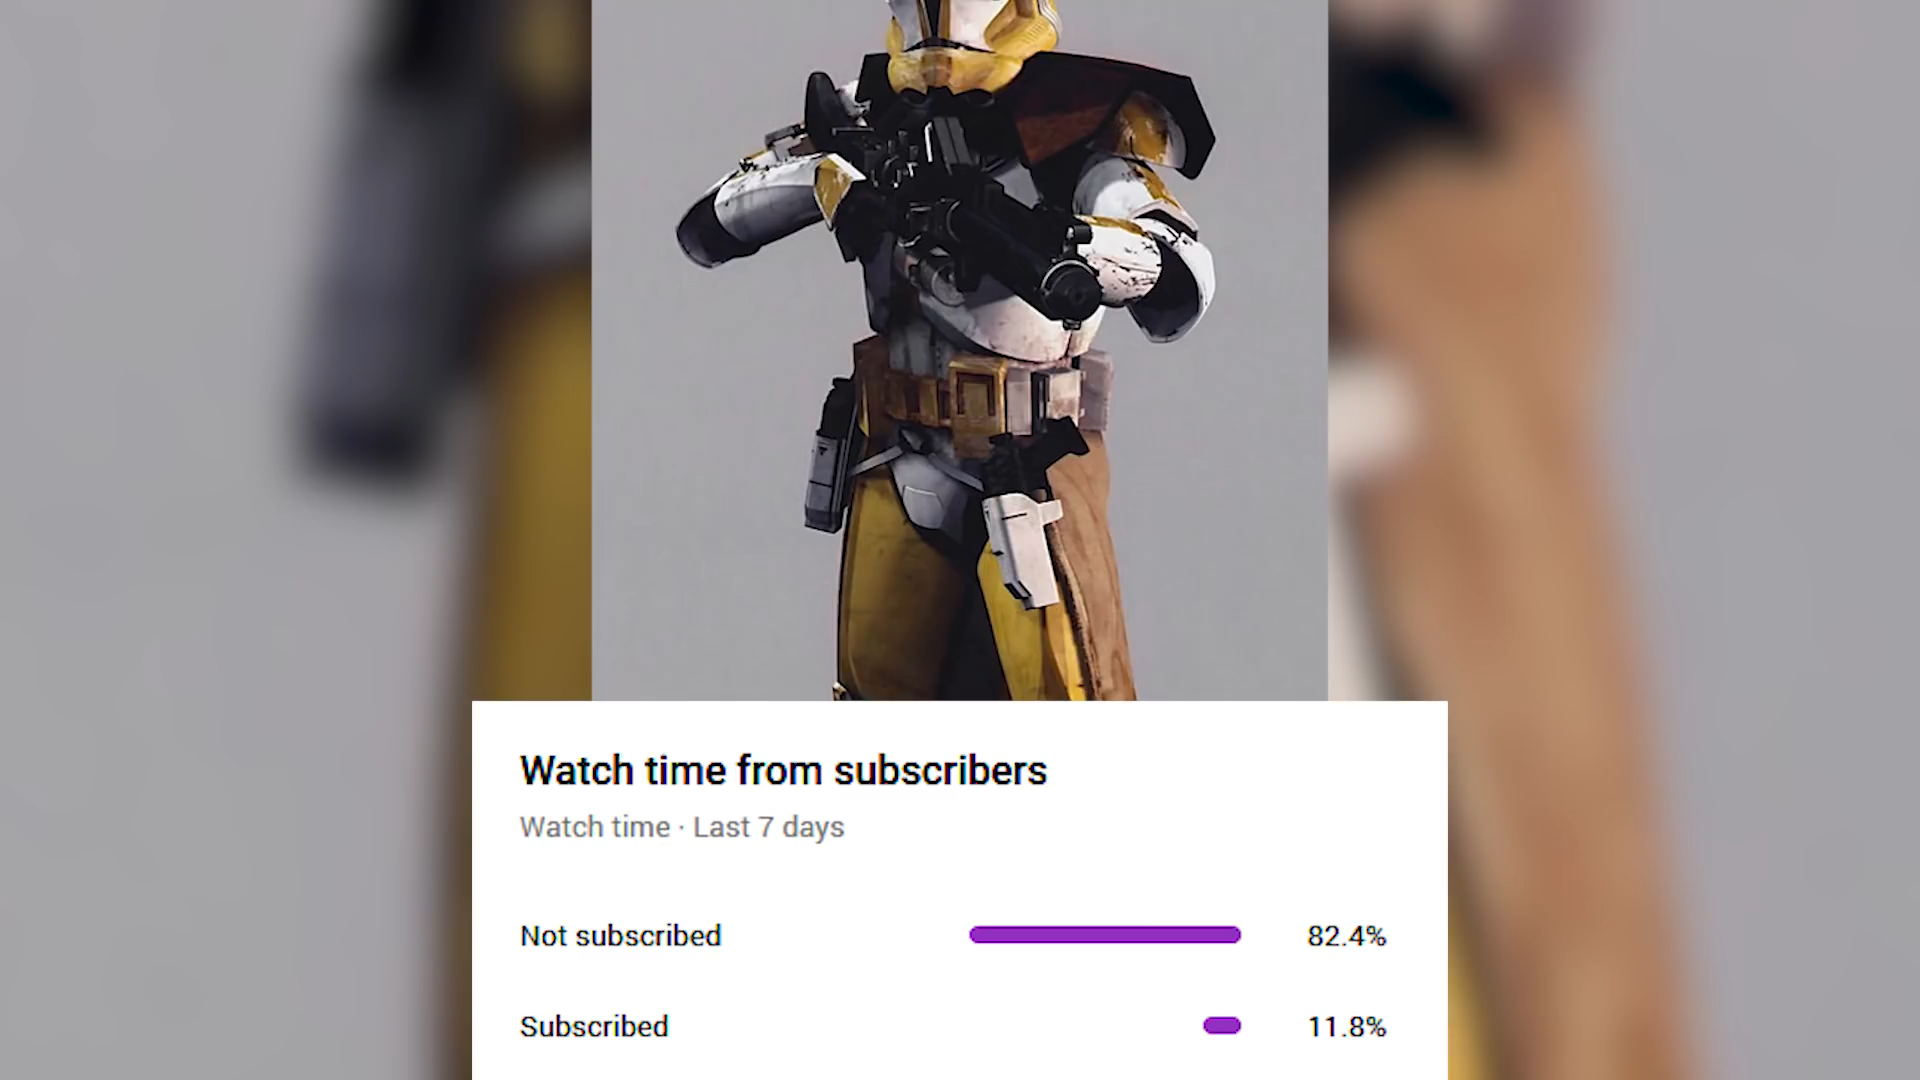 Watch time from subscribers
Watch time · Last 7 days
Not subscribed 82.4%
Subscribed 11.8%